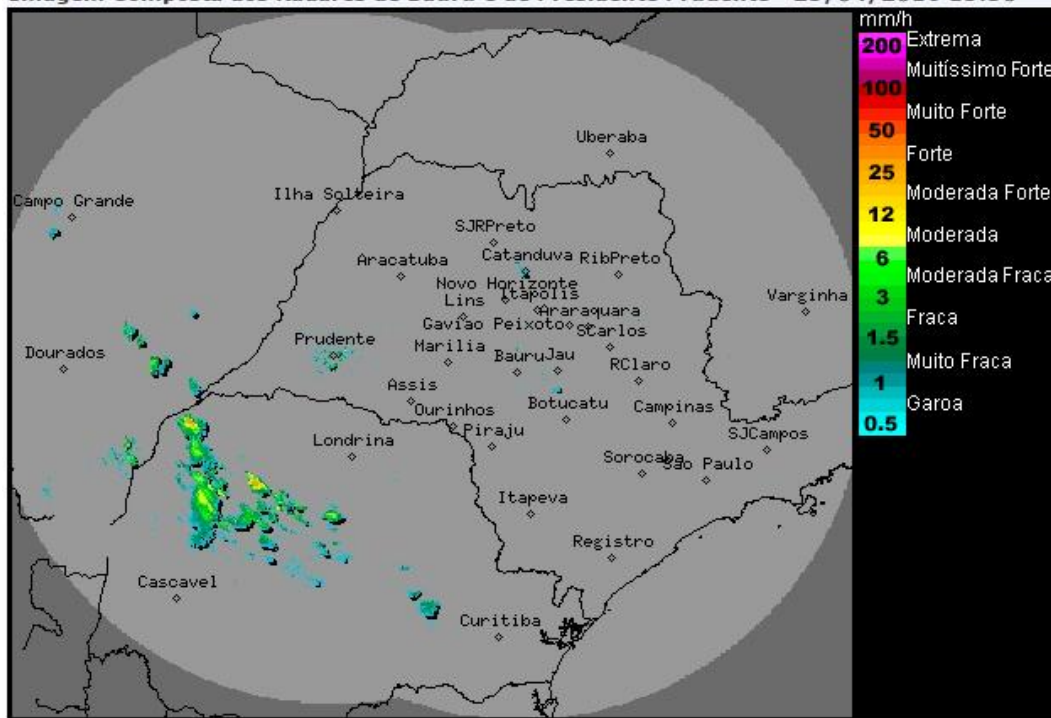 mm/h
200 Extrema
Muitíssimo Forte
100
Muito Forte
50
Forte
25
Moderada Forte
12
Moderada
6
Moderada Fraca
3
Fraca
1.5
Muito Fraca
1
Garoa
0.5
Uberaba
Campo Grande
Ilha Solteira
SJRPreto
Catanduva
Aracatuba
RibPreto
Novo Horizonte
Itapolis
Lins
Araraquara
Varginha
Gaviao Peixoto
SCarlos
Prudente
Marilia
Dourados
Bauru
Jau
RClaro
Assis
Ourinhos
Botucatu
Campinas
Piraju
Londrina
SJCampos
Sorocaba
Sao Paulo
Itapeva
Registro
Cascavel
Curitiba